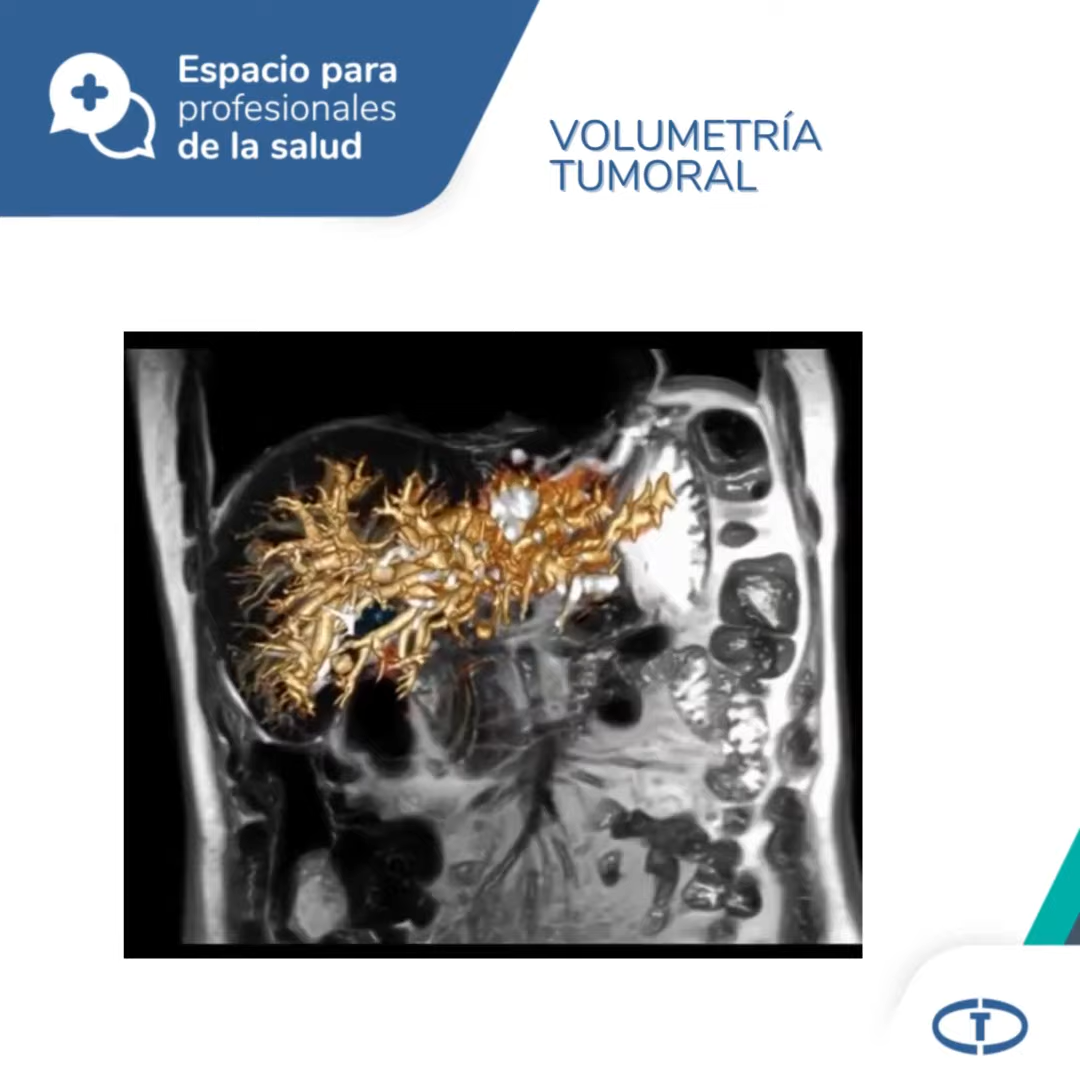 Espacio para
profesionales
de la salud
VOLUMETRÍA
TUMORAL
T